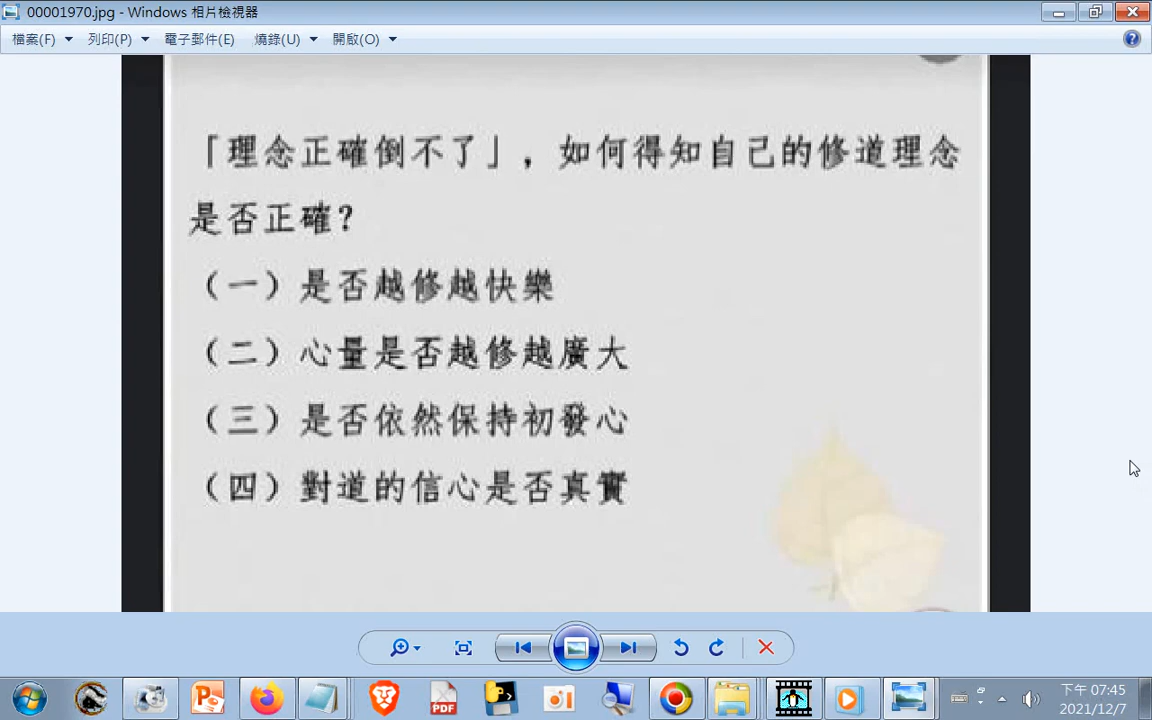 00001970.jpg - Windows 相片檢視器
檔案(F) 列印(P) 電子郵件(E) 燒錄(U) 開啟(O)
「理念正確倒不了」，如何得知自己的修道理念
是否正確？
（一）是否越修越快樂
（二）心量是否越修越廣大
（三）是否依然保持初發心
（四）對道的信心是否真實
PDF
下午 07:45
2021/12/7